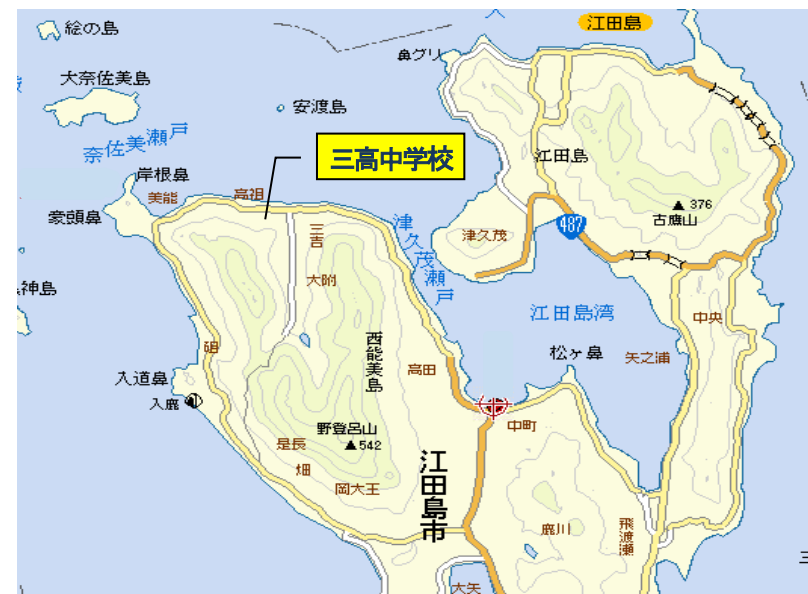 江田島
絵の島
鼻グリ
大奈佐美島
安渡島
奈佐美瀬戸
三高中学校
江田島
岸根鼻
美能
高祖
376
古鷹山
津久茂瀬戸
津久茂
487
三吉
大附
神島
江田島湾
中央
西能美島
松ヶ鼻
矢之浦
高田
入道鼻
入鹿
中町
野登呂山
542
是長
畑
岡大王
江田島市
鹿川
飛渡瀬
大矢
三